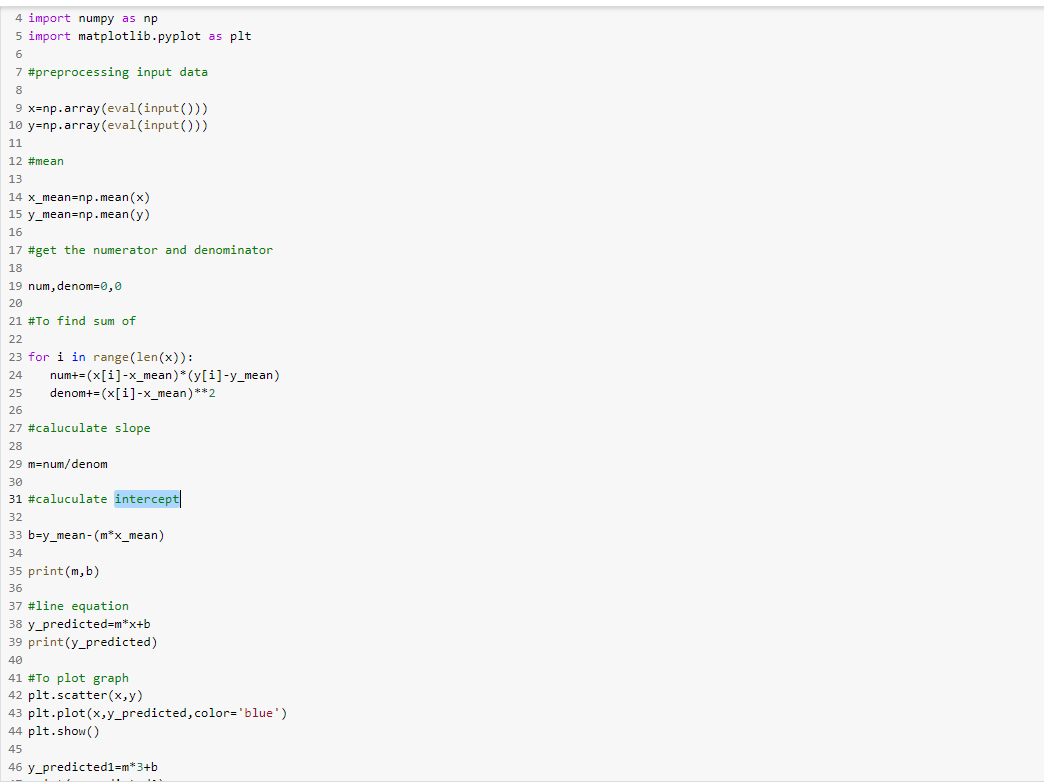 4 import numpy as np
5 import matplotlib.pyplot as plt
6
7 #preprocessing input data
8
9 x=np.array(eval(input()))
10 y=np.array(eval(input()))
11
12 #mean
13
14 x_mean=np.mean(x)
15 y_mean=np.mean(y)
16
17 #get the numerator and denominator
18
19 num,denom=0,0
20
21 #To find sum of
22
23 for i in range(len(x)):
24    num+=(x[i]-x_mean)*(y[i]-y_mean)
25    denom+=(x[i]-x_mean)**2
26
27 #caluculate slope
28
29 m=num/denom
30
31 #caluculate intercept
32
33 b=y_mean-(m*x_mean)
34
35 print(m,b)
36
37 #line equation
38 y_predicted=m*x+b
39 print(y_predicted)
40
41 #To plot graph
42 plt.scatter(x,y)
43 plt.plot(x,y_predicted,color='blue')
44 plt.show()
45
46 y_predicted1=m*3+b